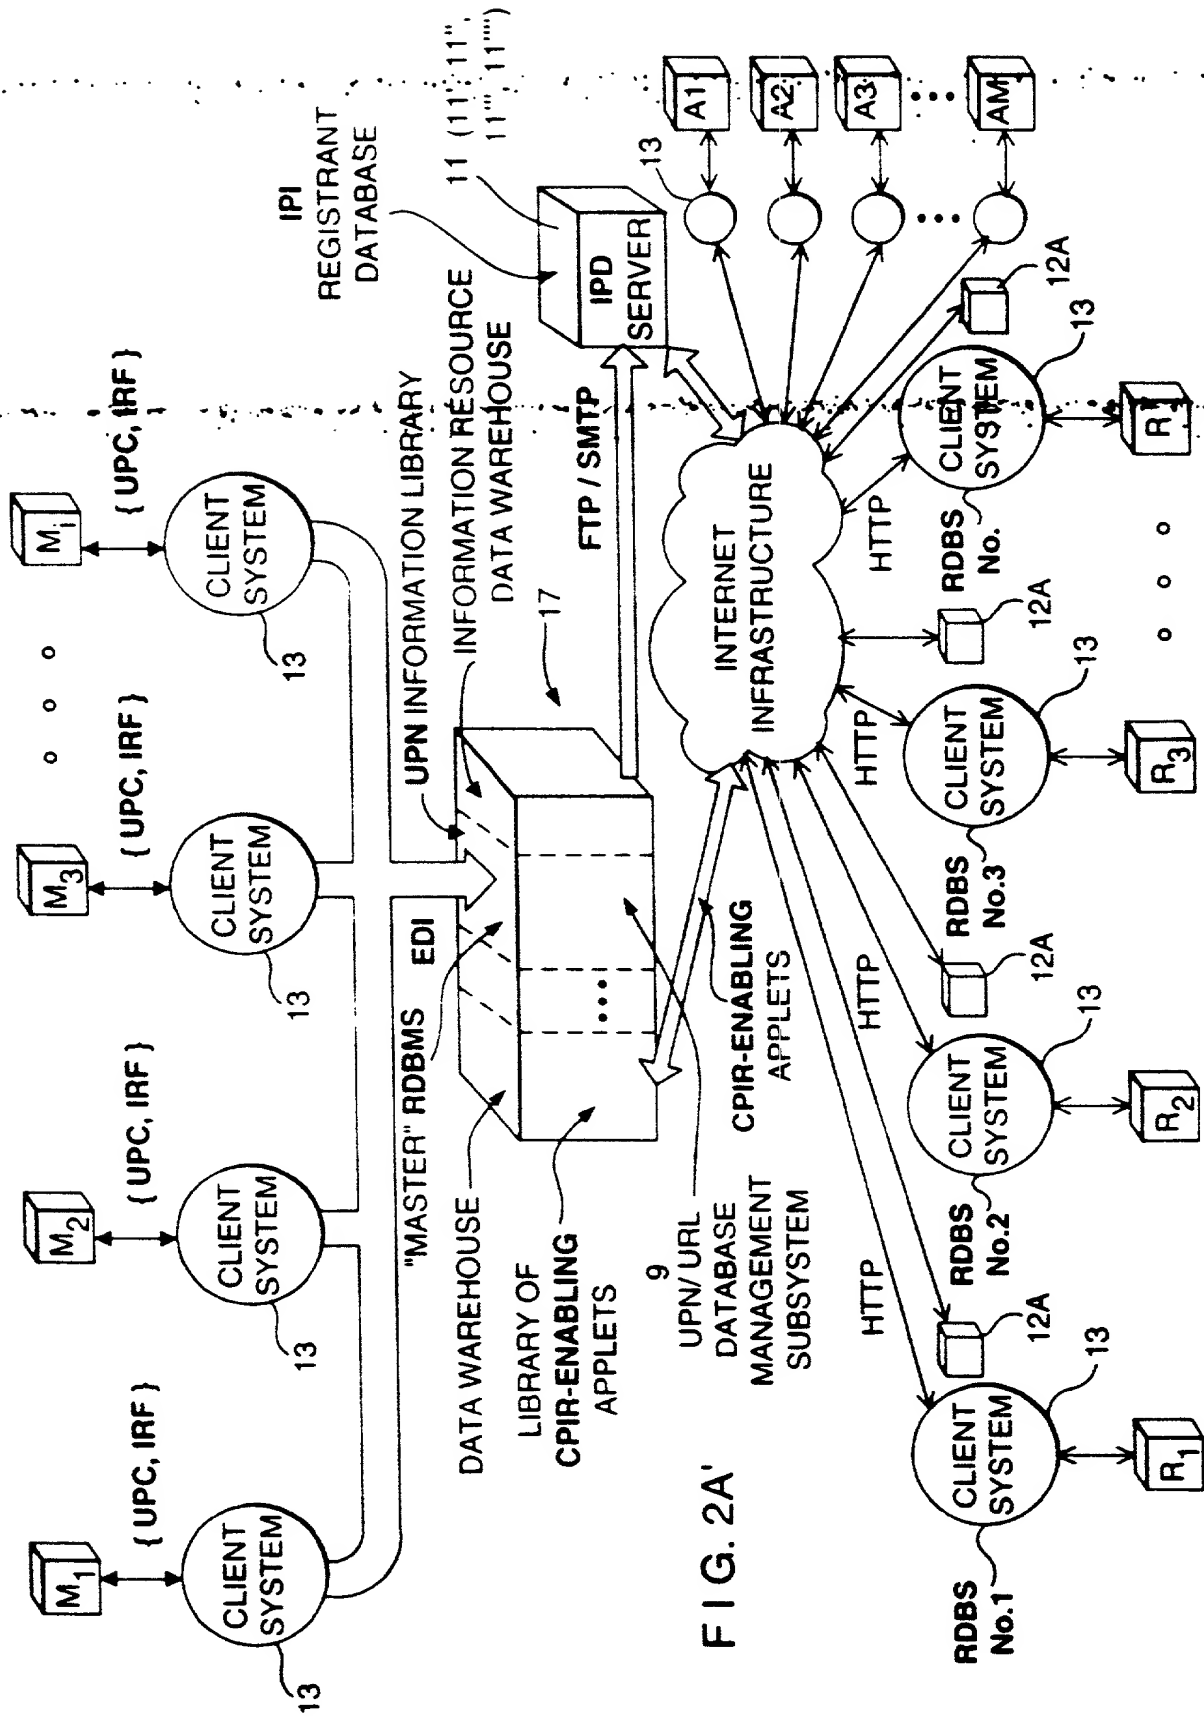 M1
M2
M3
Mi
{ UPC, IRF }
{ UPC, IRF }
{ UPC, IRF }
{ UPC, IRF }
CLIENT
SYSTEM
13
CLIENT
SYSTEM
13
CLIENT
SYSTEM
13
CLIENT
SYSTEM
13
"MASTER" RDBMS
EDI
UPN INFORMATION LIBRARY
INFORMATION RESOURCE
DATA WAREHOUSE
17
DATA WAREHOUSE
LIBRARY OF
CPIR-ENABLING
APPLETS
9
UPN/ URL
DATABASE
MANAGEMENT
SUBSYSTEM
CPIR-ENABLING
APPLETS
FTP / SMTP
IPI
REGISTRANT
DATABASE
11 (11', 11'',
11''', 11'''')
IPD
SERVER
INTERNET
INFRASTRUCTURE
13
A1
A2
A3
AM
12A
HTTP
HTTP
HTTP
HTTP
12A
12A
12A
RDBS
No.1
CLIENT
SYSTEM
13
R1
RDBS
No.2
CLIENT
SYSTEM
13
R2
RDBS
No.3
CLIENT
SYSTEM
13
R3
RDBS
No.
CLIENT
SYSTEM
13
R
FIG. 2A'